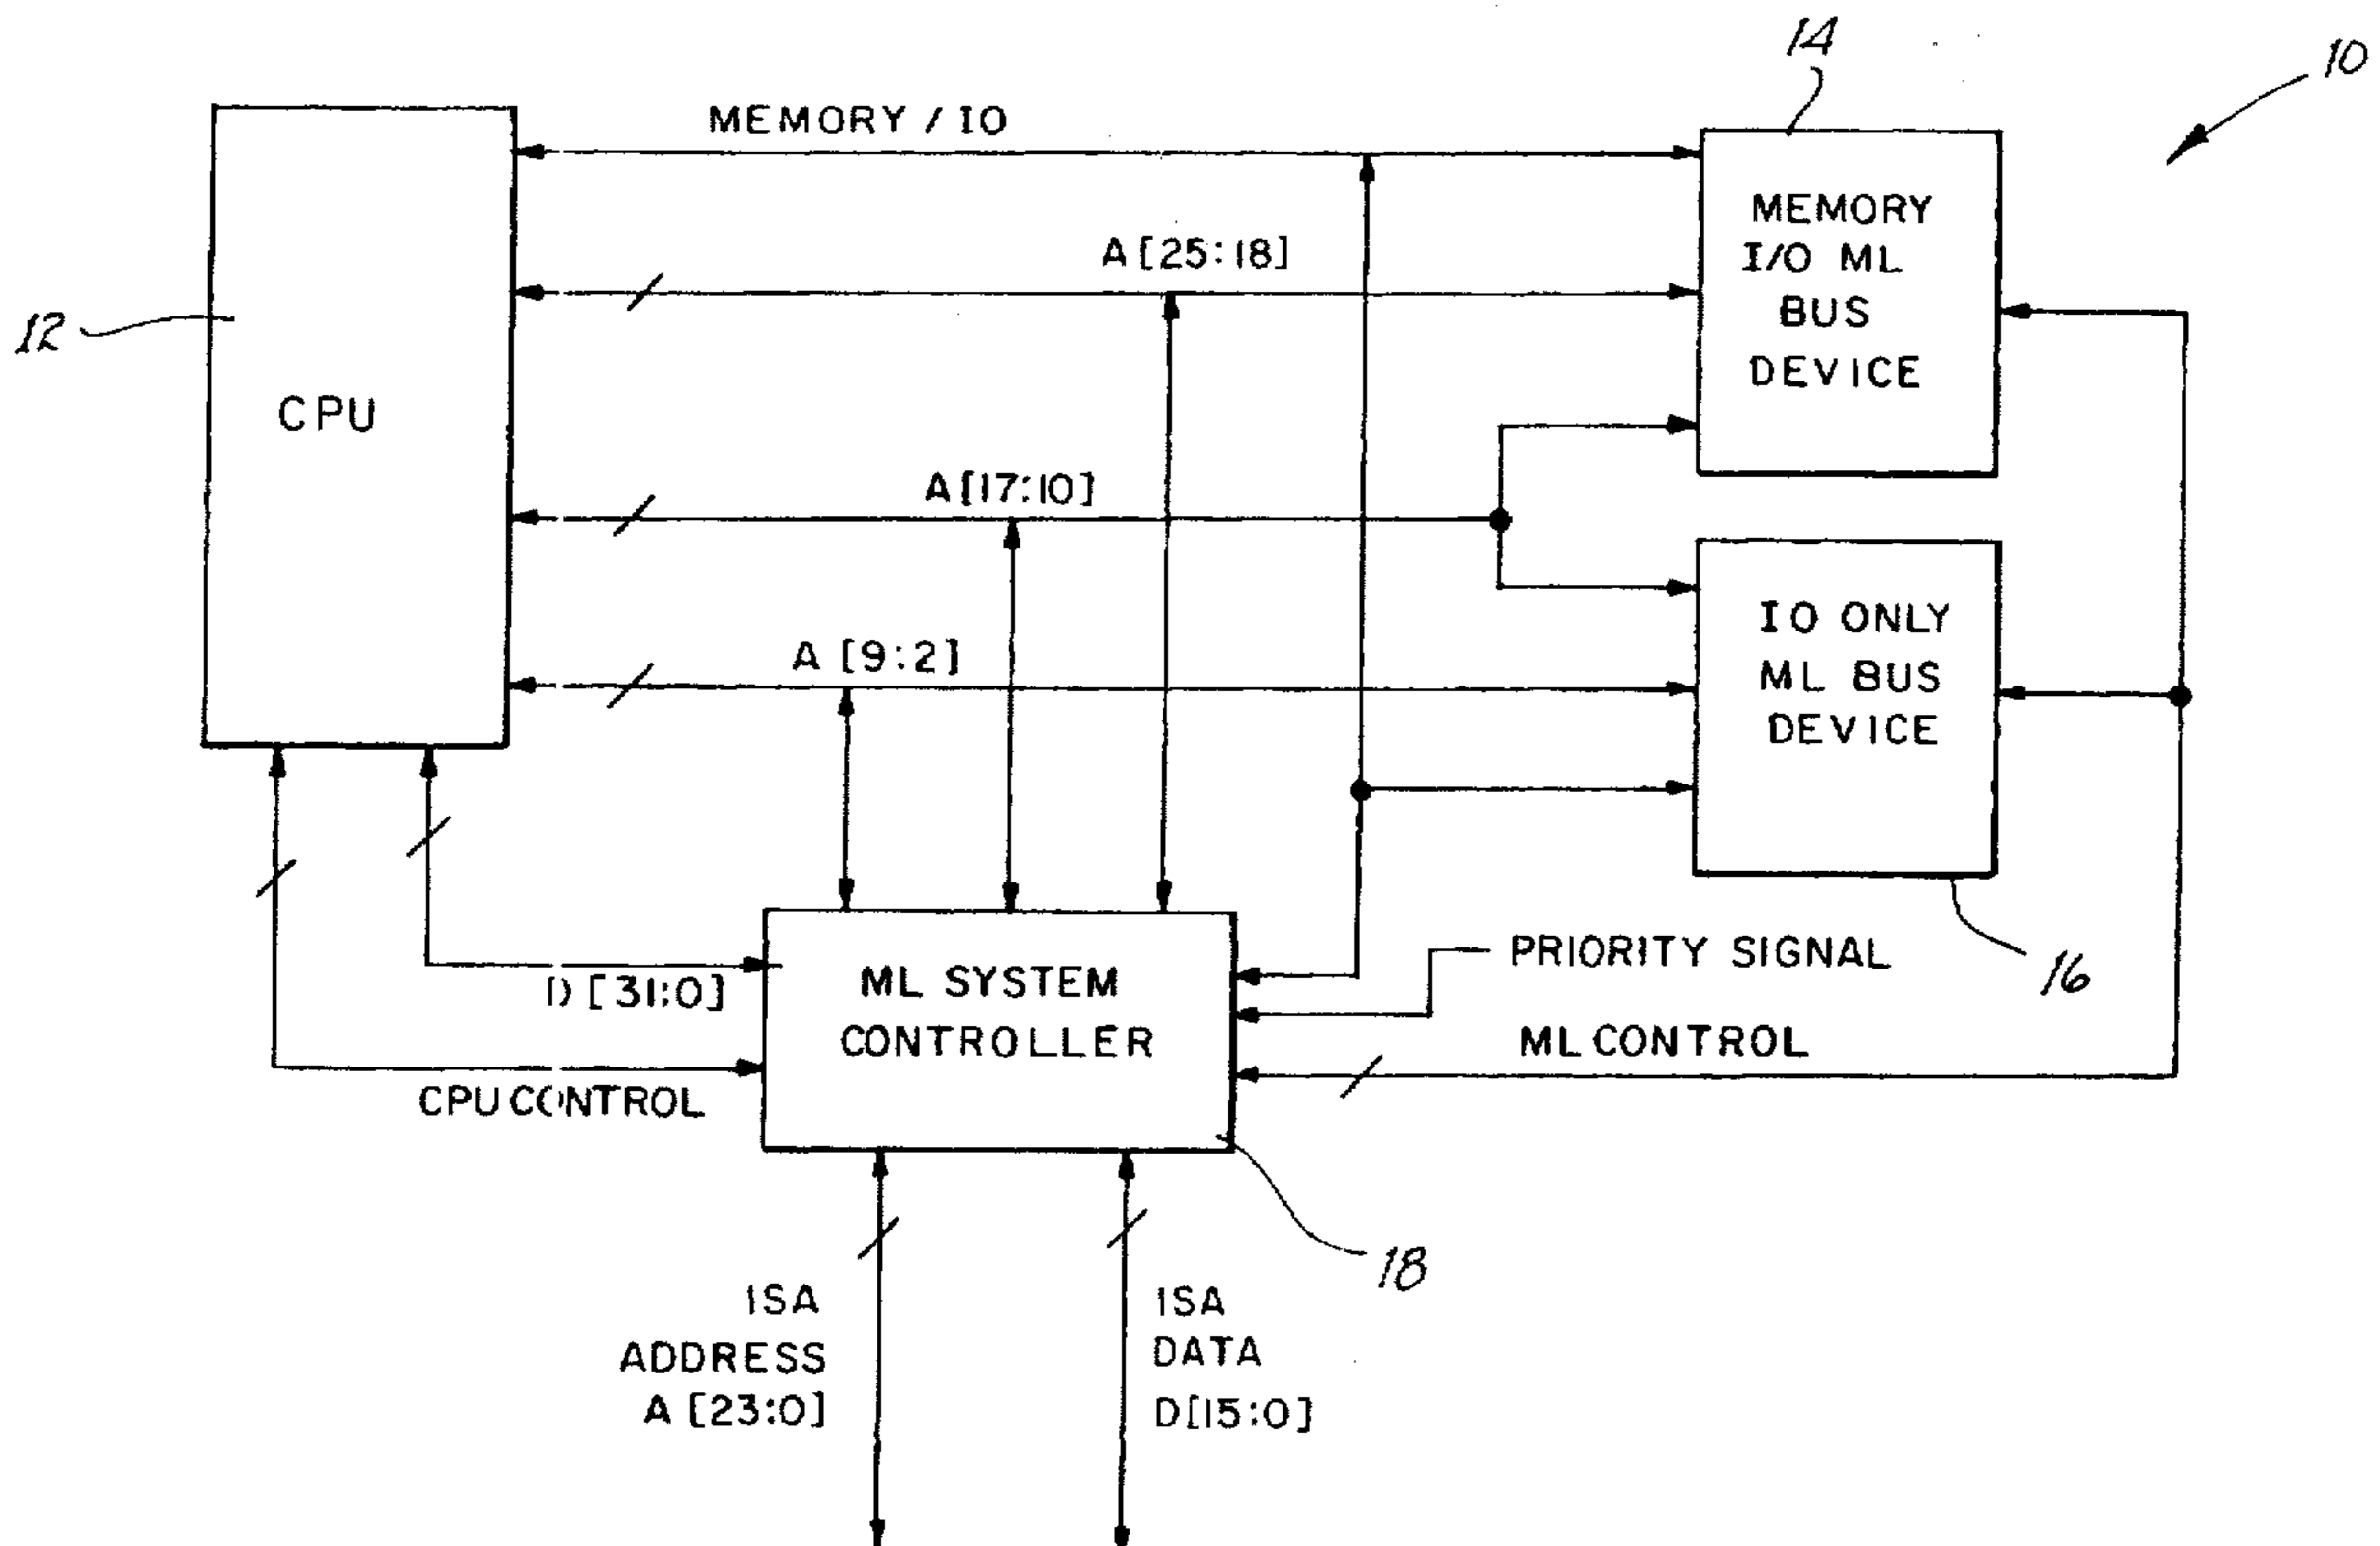 14
10
MEMORY / IO
MEMORY
I/O ML
BUS
DEVICE
A [25:18]
12
CPU
A [17:10]
A [9:2]
IO ONLY
ML BUS
DEVICE
PRIORITY SIGNAL
16
D [31:0]
ML SYSTEM
CONTROLLER
ML CONTROL
CPU CONTROL
18
ISA
ADDRESS
A [23:0]
ISA
DATA
D[15:0]